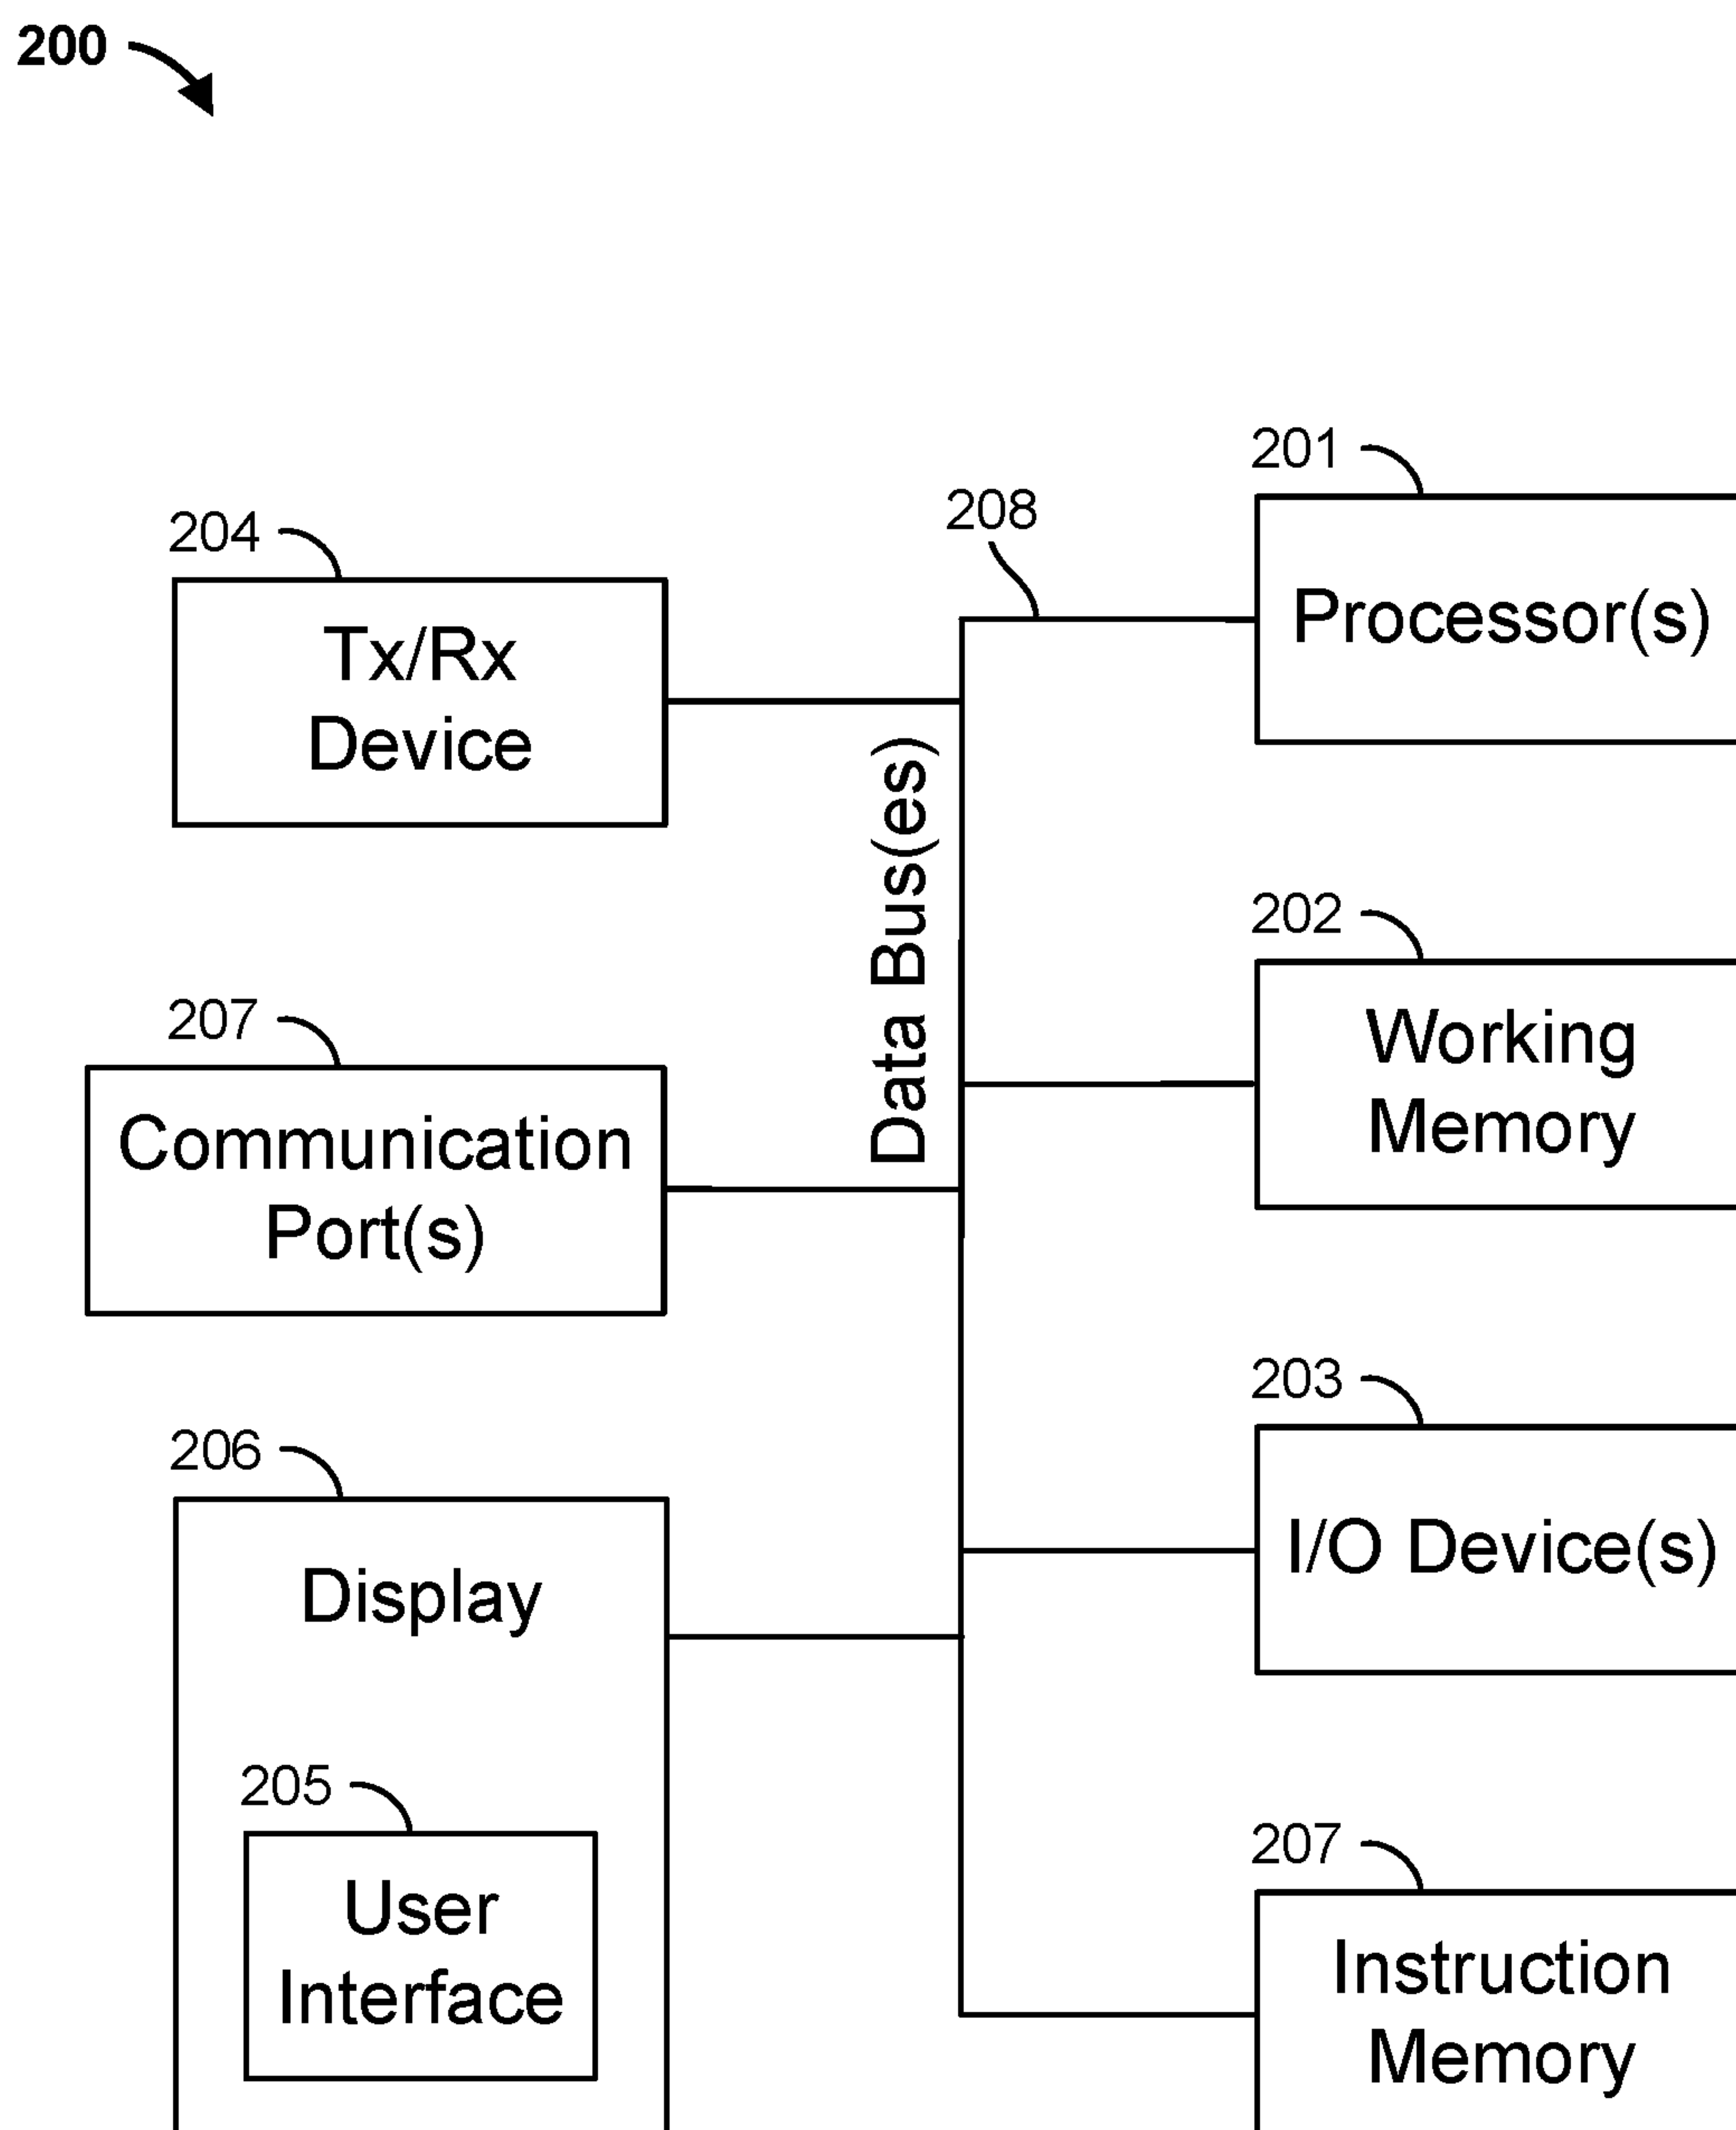 200
201
208
204
Processor(s)
Tx/Rx
Device
Data Bus(es)
202
207
Working
Memory
Communication
Port(s)
203
206
I/O Device(s)
Display
205
207
User
Interface
Instruction
Memory